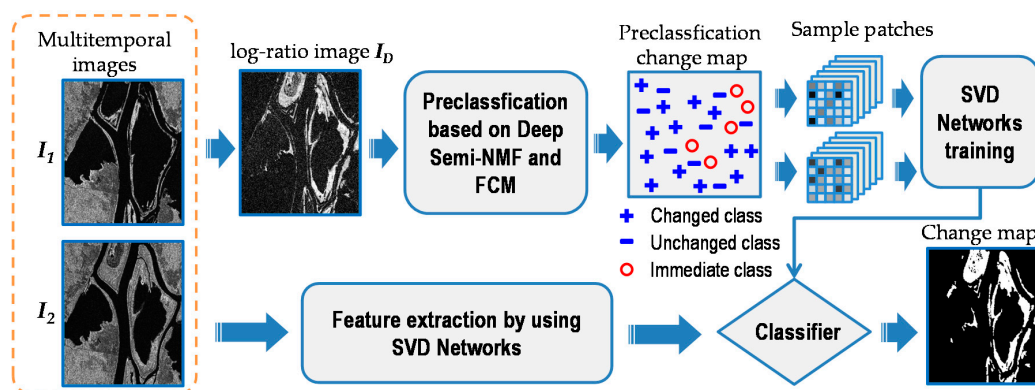 Multitemporal
images
I1
I2
log-ratio image ID
Preclassfication
based on Deep
Semi-NMF and
FCM
Preclassfication
change map
Changed class
Unchanged class
Immediate class
Sample patches
SVD
Networks
training
Feature extraction by using
SVD Networks
Classifier
Change map